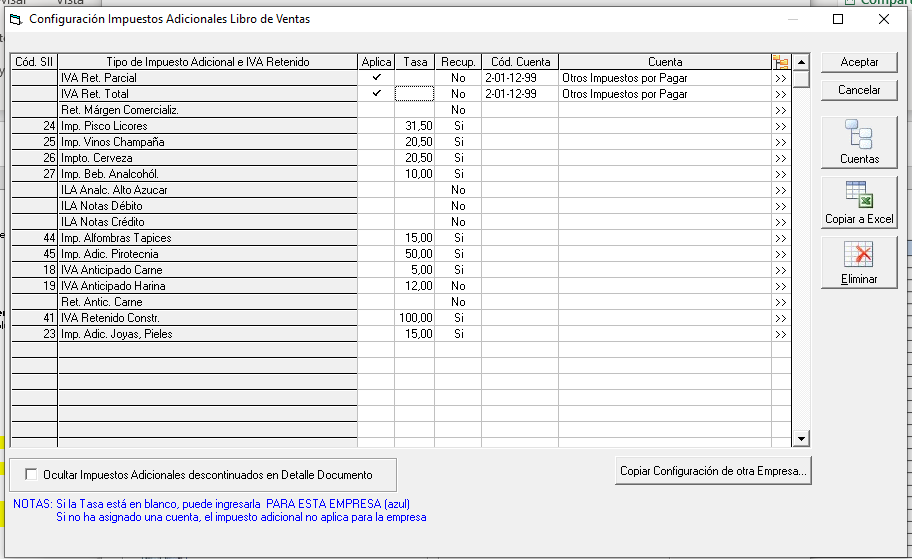 Compar
Configuración Impuestos Adicionales Libro de Ventas
Cód. SII Tipo de Impuesto Adicional e IVA Retenido Aplica Tasa Recup. Cód. Cuenta Cuenta
IVA Ret. Parcial ✓ No 2-01-12-99 Otros Impuestos por Pagar >>
IVA Ret. Total ✓ No 2-01-12-99 Otros Impuestos por Pagar >>
Ret. Márgen Comercializ. No >>
24 Imp. Pisco Licores 31,50 Si >>
25 Imp. Vinos Champaña 20,50 Si >>
26 Impto. Cerveza 20,50 Si >>
27 Imp. Beb. Analcohól. 10,00 Si >>
ILA Analc. Alto Azucar No >>
ILA Notas Débito No >>
ILA Notas Crédito No >>
44 Imp. Alfombras Tapices 15,00 Si >>
45 Imp. Adic. Pirotecnia 50,00 Si >>
18 IVA Anticipado Carne 5,00 Si >>
19 IVA Anticipado Harina 12,00 No >>
Ret. Antic. Carne No >>
41 IVA Retenido Constr. 100,00 Si >>
23 Imp. Adic. Joyas, Pieles 15,00 Si >>
Aceptar
Cancelar
Cuentas
Copiar a Excel
Eliminar
Ocultar Impuestos Adicionales descontinuados en Detalle Documento
Copiar Configuración de otra Empresa...
NOTAS: Si la Tasa está en blanco, puede ingresarla PARA ESTA EMPRESA (azul)
Si no ha asignado una cuenta, el impuesto adicional no aplica para la empresa